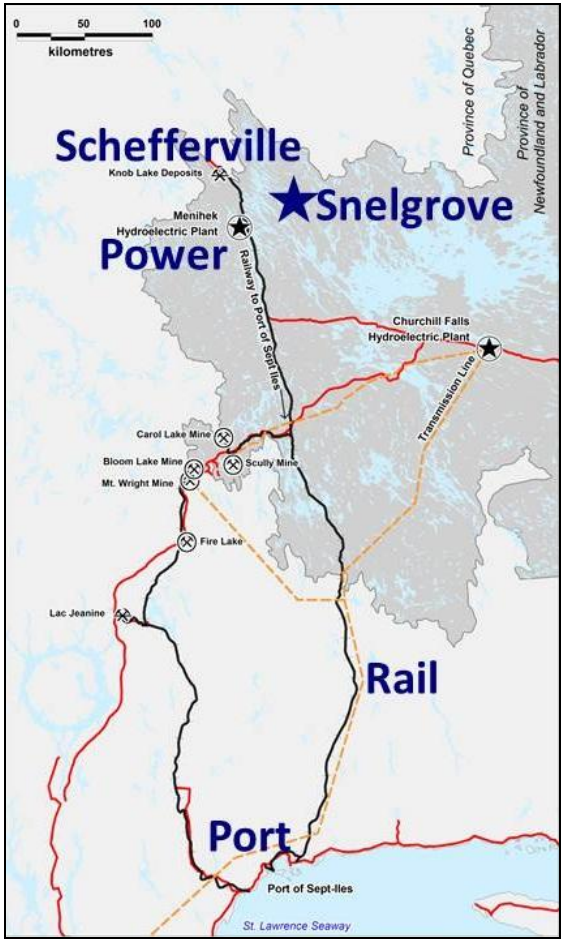 0 50 100
kilometres
Province of Quebec
Province of
Newfoundland and Labrador
Schefferville
Knob Lake Deposits
Snelgrove
Menihek
Hydroelectric Plant
Power
Railway to Port of Sept Iles
Churchill Falls
Hydroelectric Plant
Transmission Line
Carol Lake Mine
Bloom Lake Mine
Scully Mine
Mt. Wright Mine
Fire Lake
Lac Jeanine
Rail
Port
Port of Sept-Iles
St. Lawrence Seaway